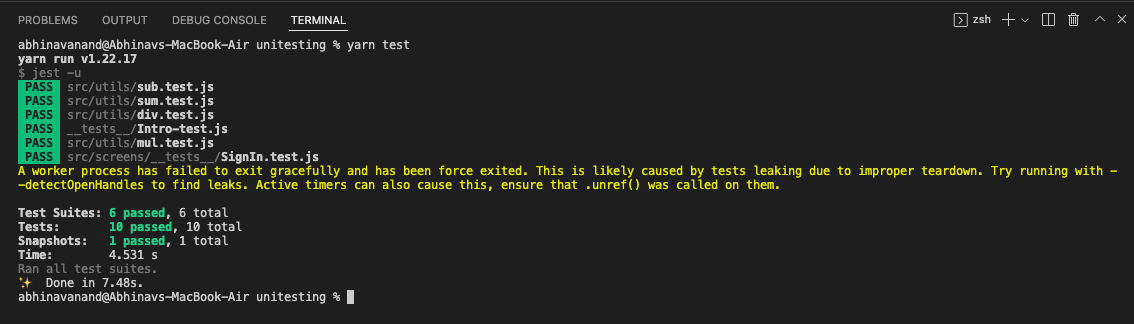 PROBLEMS OUTPUT DEBUG CONSOLE TERMINAL zsh
abhinavanand@Abhinavs-MacBook-Air unitesting % yarn test
yarn run v1.22.17
$ jest -u
PASS src/utils/sub.test.js
PASS src/utils/sum.test.js
PASS src/utils/div.test.js
PASS __tests__/Intro-test.js
PASS src/utils/mul.test.js
PASS src/screens/__tests__/SignIn.test.js
A worker process has failed to exit gracefully and has been force exited. This is likely caused by tests leaking due to improper teardown. Try running with -
-detectOpenHandles to find leaks. Active timers can also cause this, ensure that .unref() was called on them.
Test Suites: 6 passed, 6 total
Tests: 10 passed, 10 total
Snapshots: 1 passed, 1 total
Time: 4.531 s
Ran all test suites.
✨ Done in 7.48s.
abhinavanand@Abhinavs-MacBook-Air unitesting %